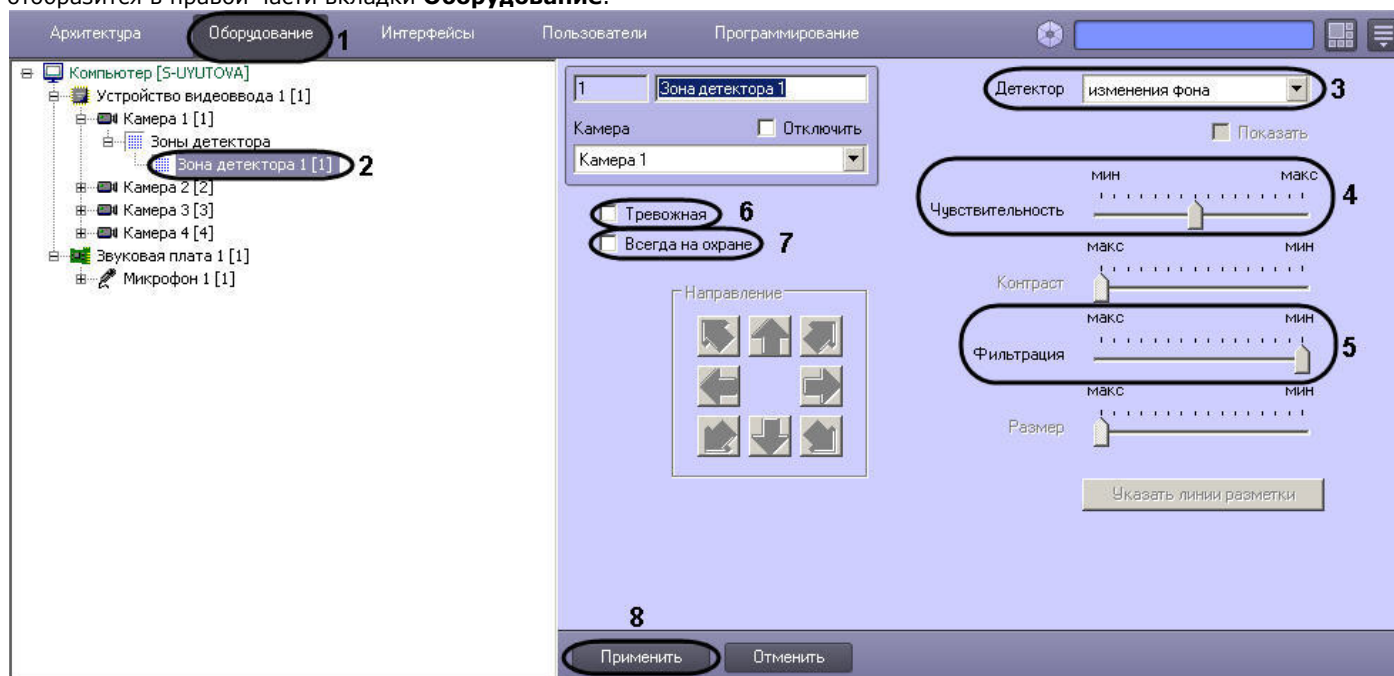 отобразится в правой части вкладки Оборудование.
Архитектура Оборудование 1 Интерфейсы Пользователи Программирование
Компьютер [S-UYUTOVA]
Устройство видеоввода 1 [1]
Камера 1 [1]
Зоны детектора
Зона детектора 1 [1] 2
Камера 2 [2]
Камера 3 [3]
Камера 4 [4]
Звуковая плата 1 [1]
Микрофон 1 [1]
1 Зона детектора 1
Камера Отключить
Камера 1
Тревожная 6
Всегда на охране 7
Направление
Детектор изменения фона 3
Показать
мин макс
Чувствительность 4
макс мин
Контраст
макс мин
Фильтрация 5
макс мин
Размер
Указать линии разметки
8
Применить Отменить